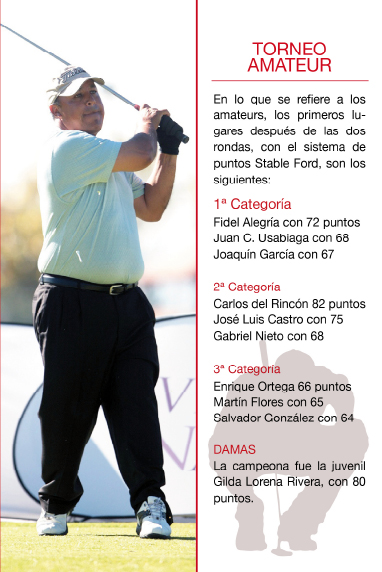 TORNEO
AMATEUR
En lo que se refiere a los
amateurs, los primeros lu-
gares después de las dos
rondas, con el sistema de
puntos Stable Ford, son los
siguientes:
1ª Categoría
Fidel Alegría con 72 puntos
Juan C. Usabiaga con 68
Joaquín García con 67
2ª Categoría
Carlos del Rincón 82 puntos
José Luis Castro con 75
Gabriel Nieto con 68
3ª Categoría
Enrique Ortega 66 puntos
Martín Flores con 65
Salvador González con 64
DAMAS
La campeona fue la juvenil
Gilda Lorena Rivera, con 80
puntos.